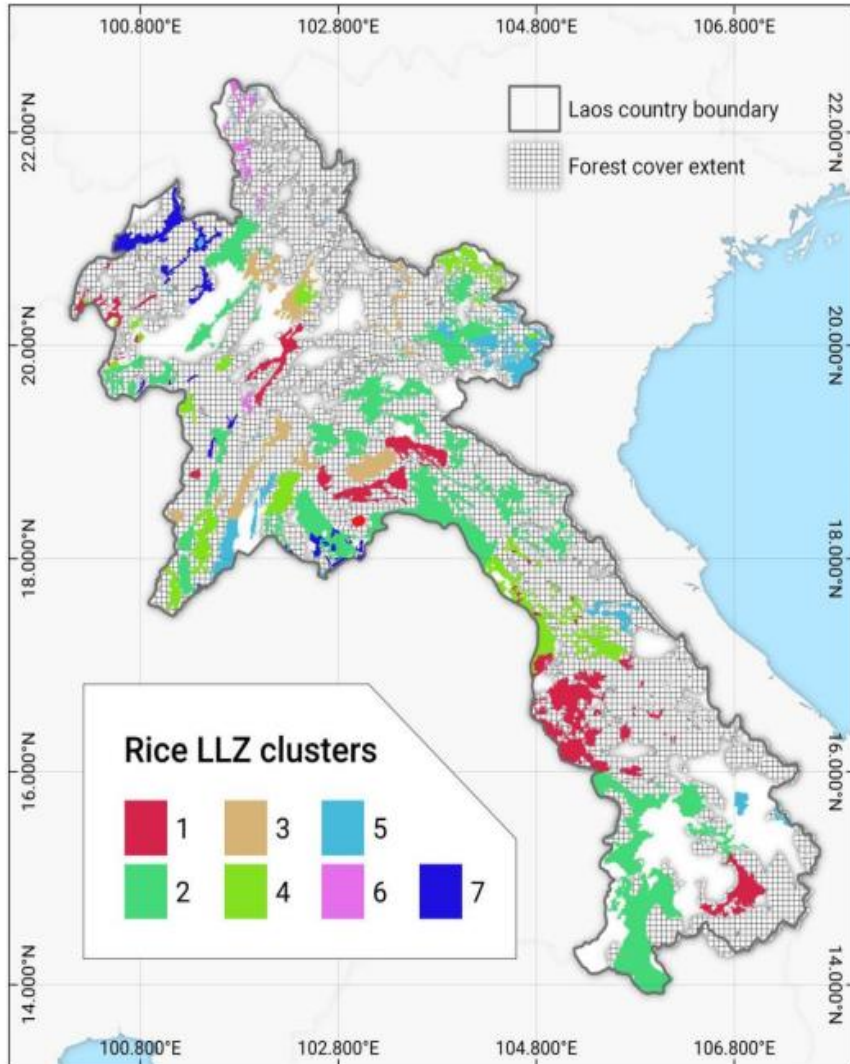 100.800°E 102.800°E 104.800°E 106.800°E
22.000°N
20.000°N
18.000°N
16.000°N
14.000°N
Laos country boundary
Forest cover extent
22.000°N
20.000°N
18.000°N
16.000°N
14.000°N
Rice LLZ clusters
1 3 5
2 4 6 7
100.800°E 102.800°E 104.800°E 106.800°E